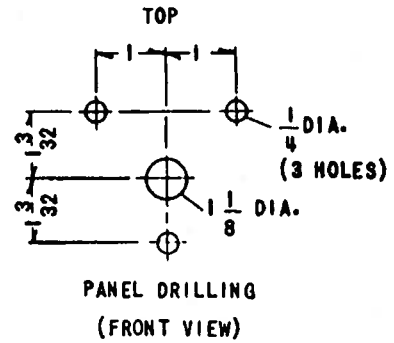 TOP
1 1
1/4 DIA.
(3 HOLES)
1 3/32
1 3/32
1 1/8 DIA.
PANEL DRILLING
(FRONT VIEW)